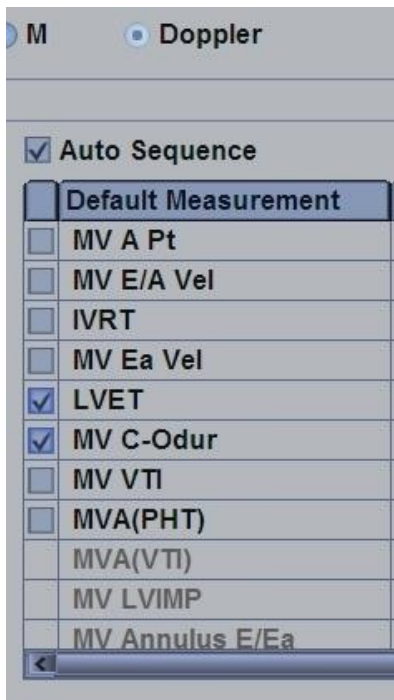 M Doppler
Auto Sequence
Default Measurement
MV A Pt
MV E/A Vel
IVRT
MV Ea Vel
LVET
MV C-Odur
MV VTI
MVA(PHT)
MVA(VTI)
MV LVIMP
MV Annulus E/Ea